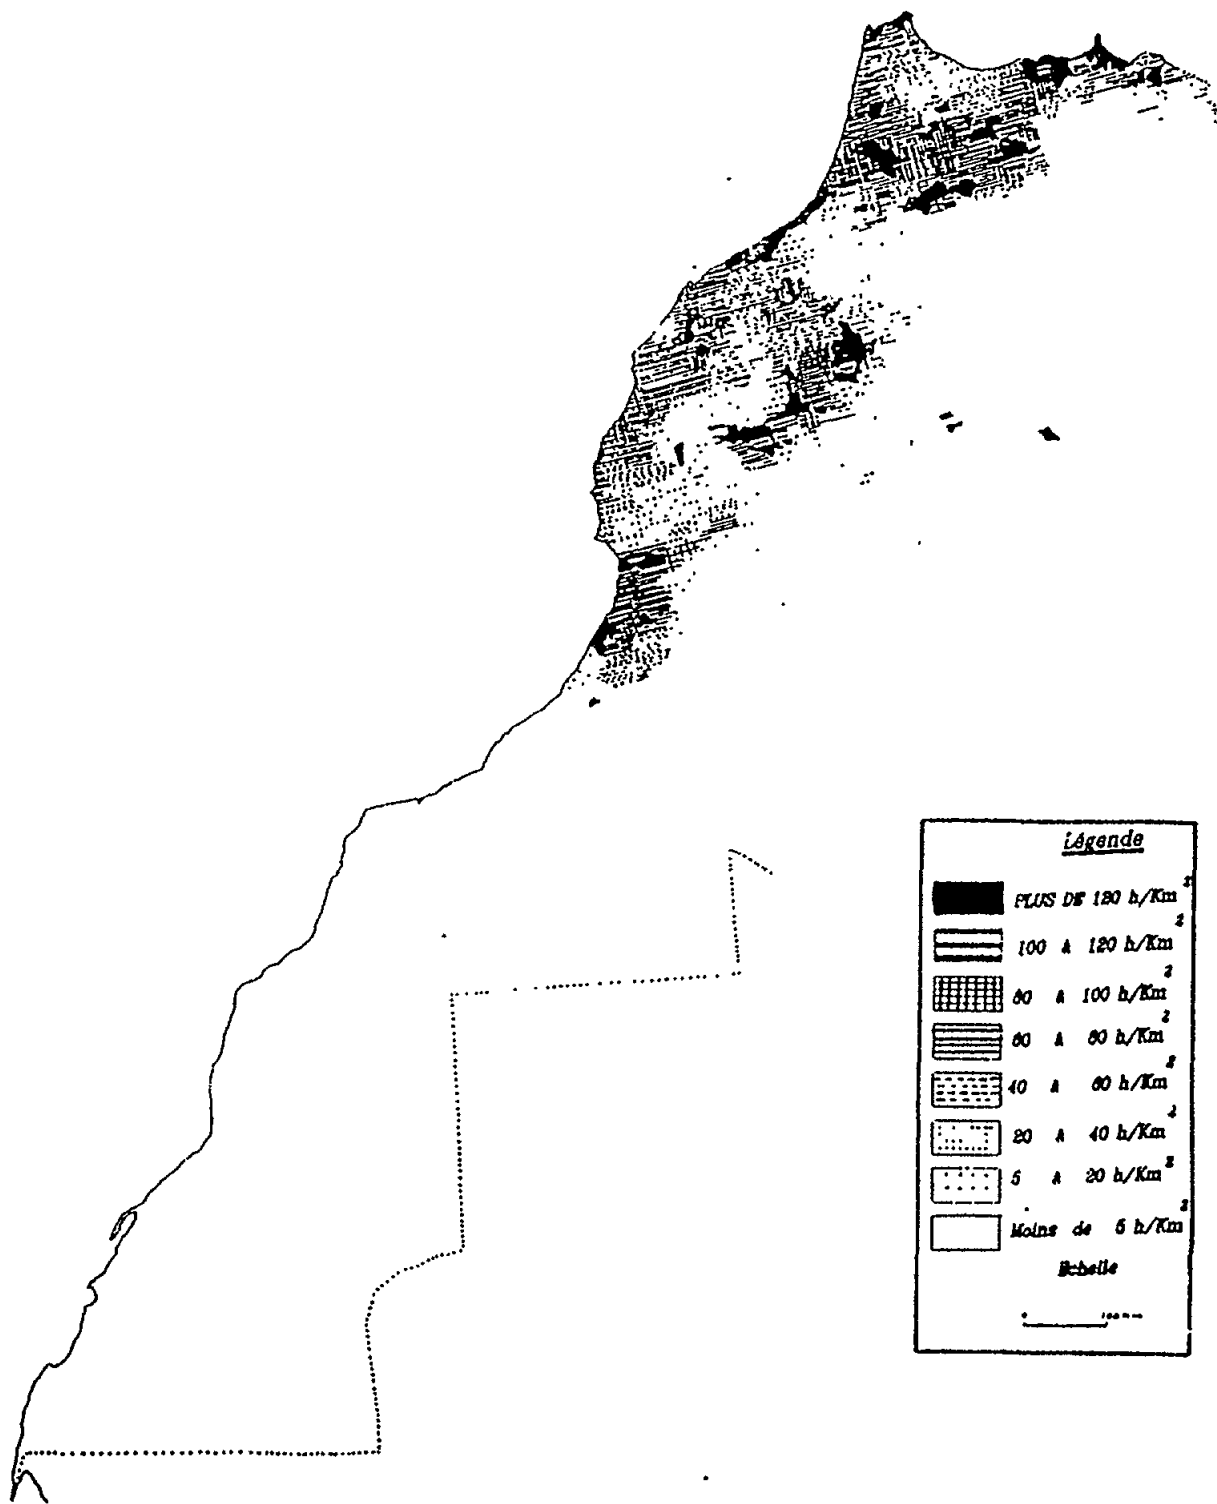 Légende
PLUS DE 120 h/Km²
100 à 120 h/Km²
80 à 100 h/Km²
60 à 80 h/Km²
40 à 60 h/Km²
20 à 40 h/Km²
5 à 20 h/Km²
Moins de 5 h/Km²
Echelle
0